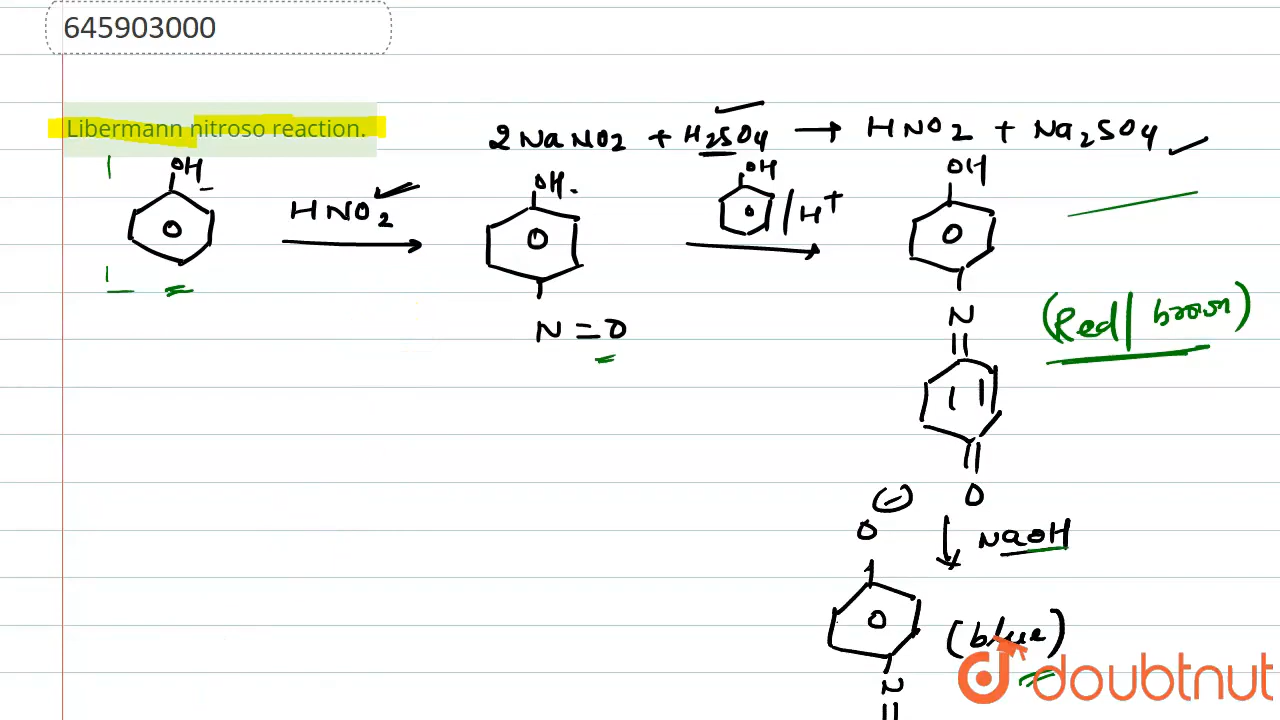 645903000
Libermann nitroso reaction.
2NaNO2 + H2SO4 → HNO2 + Na2SO4
OH
HNO2
OH
N=O
OH
/H+
OH
N
O
(Red/brown)
NaOH
O
(-)
(blue)
N
doubtnut